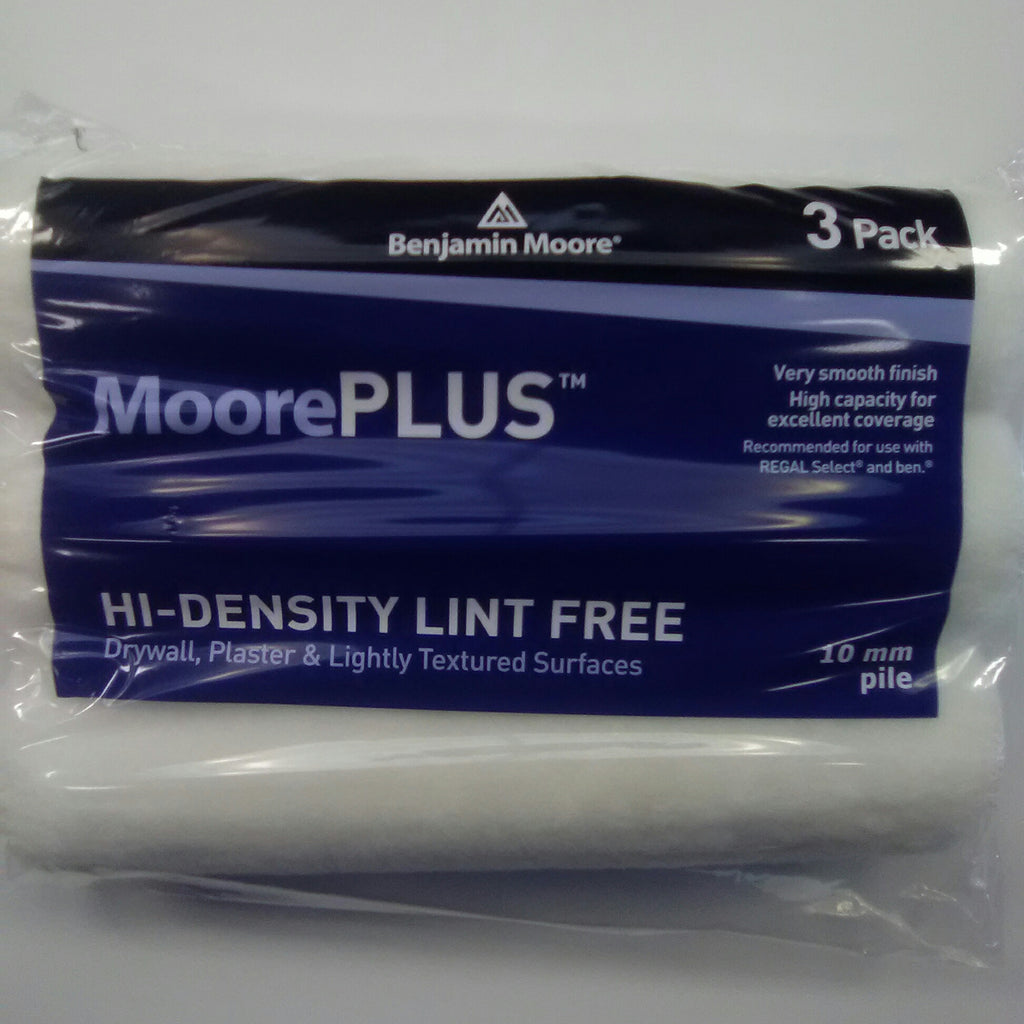 Benjamin Moore®
3 Pack
MoorePLUS™
Very smooth finish
High capacity for
excellent coverage
Recommended for use with
REGAL Select® and ben.®
HI-DENSITY LINT FREE
Drywall, Plaster & Lightly Textured Surfaces
10 mm
pile